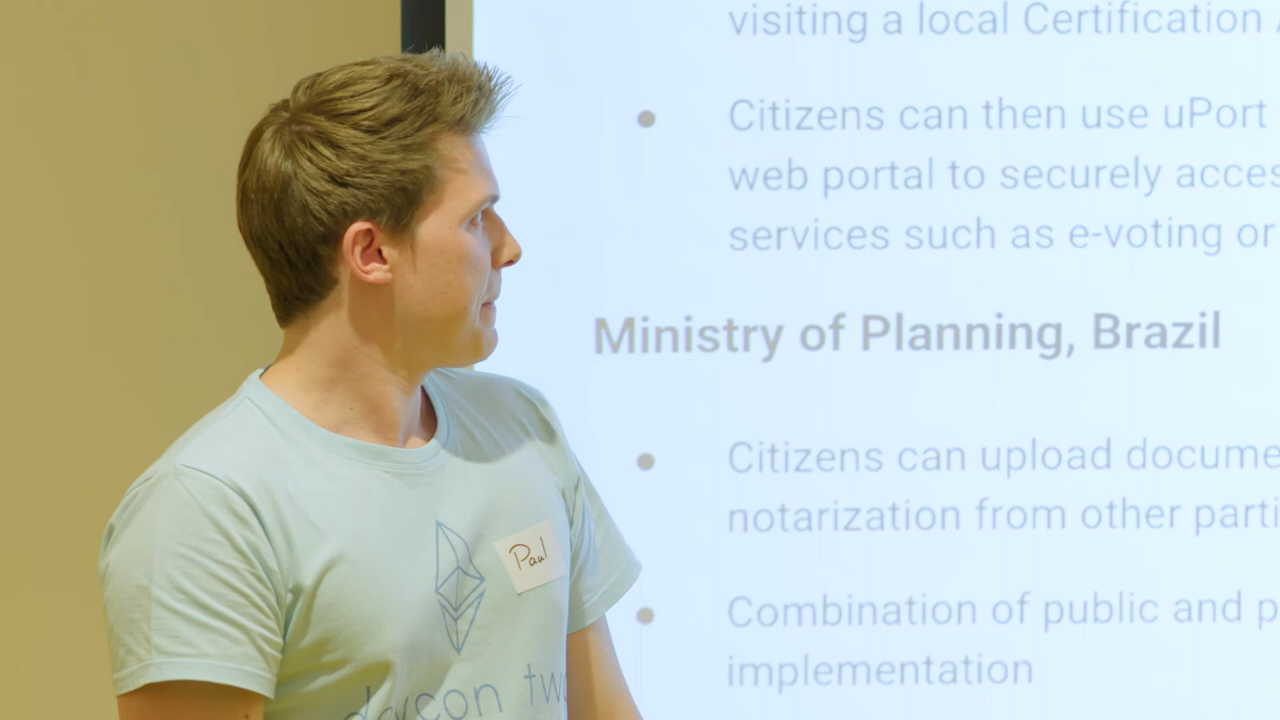 visiting a local Certification
Citizens can then use uPort
web portal to securely acces
services such as e-voting or
Ministry of Planning, Brazil
Citizens can upload docume
notarization from other parti
Combination of public and p
implementation
Paul
devcon two